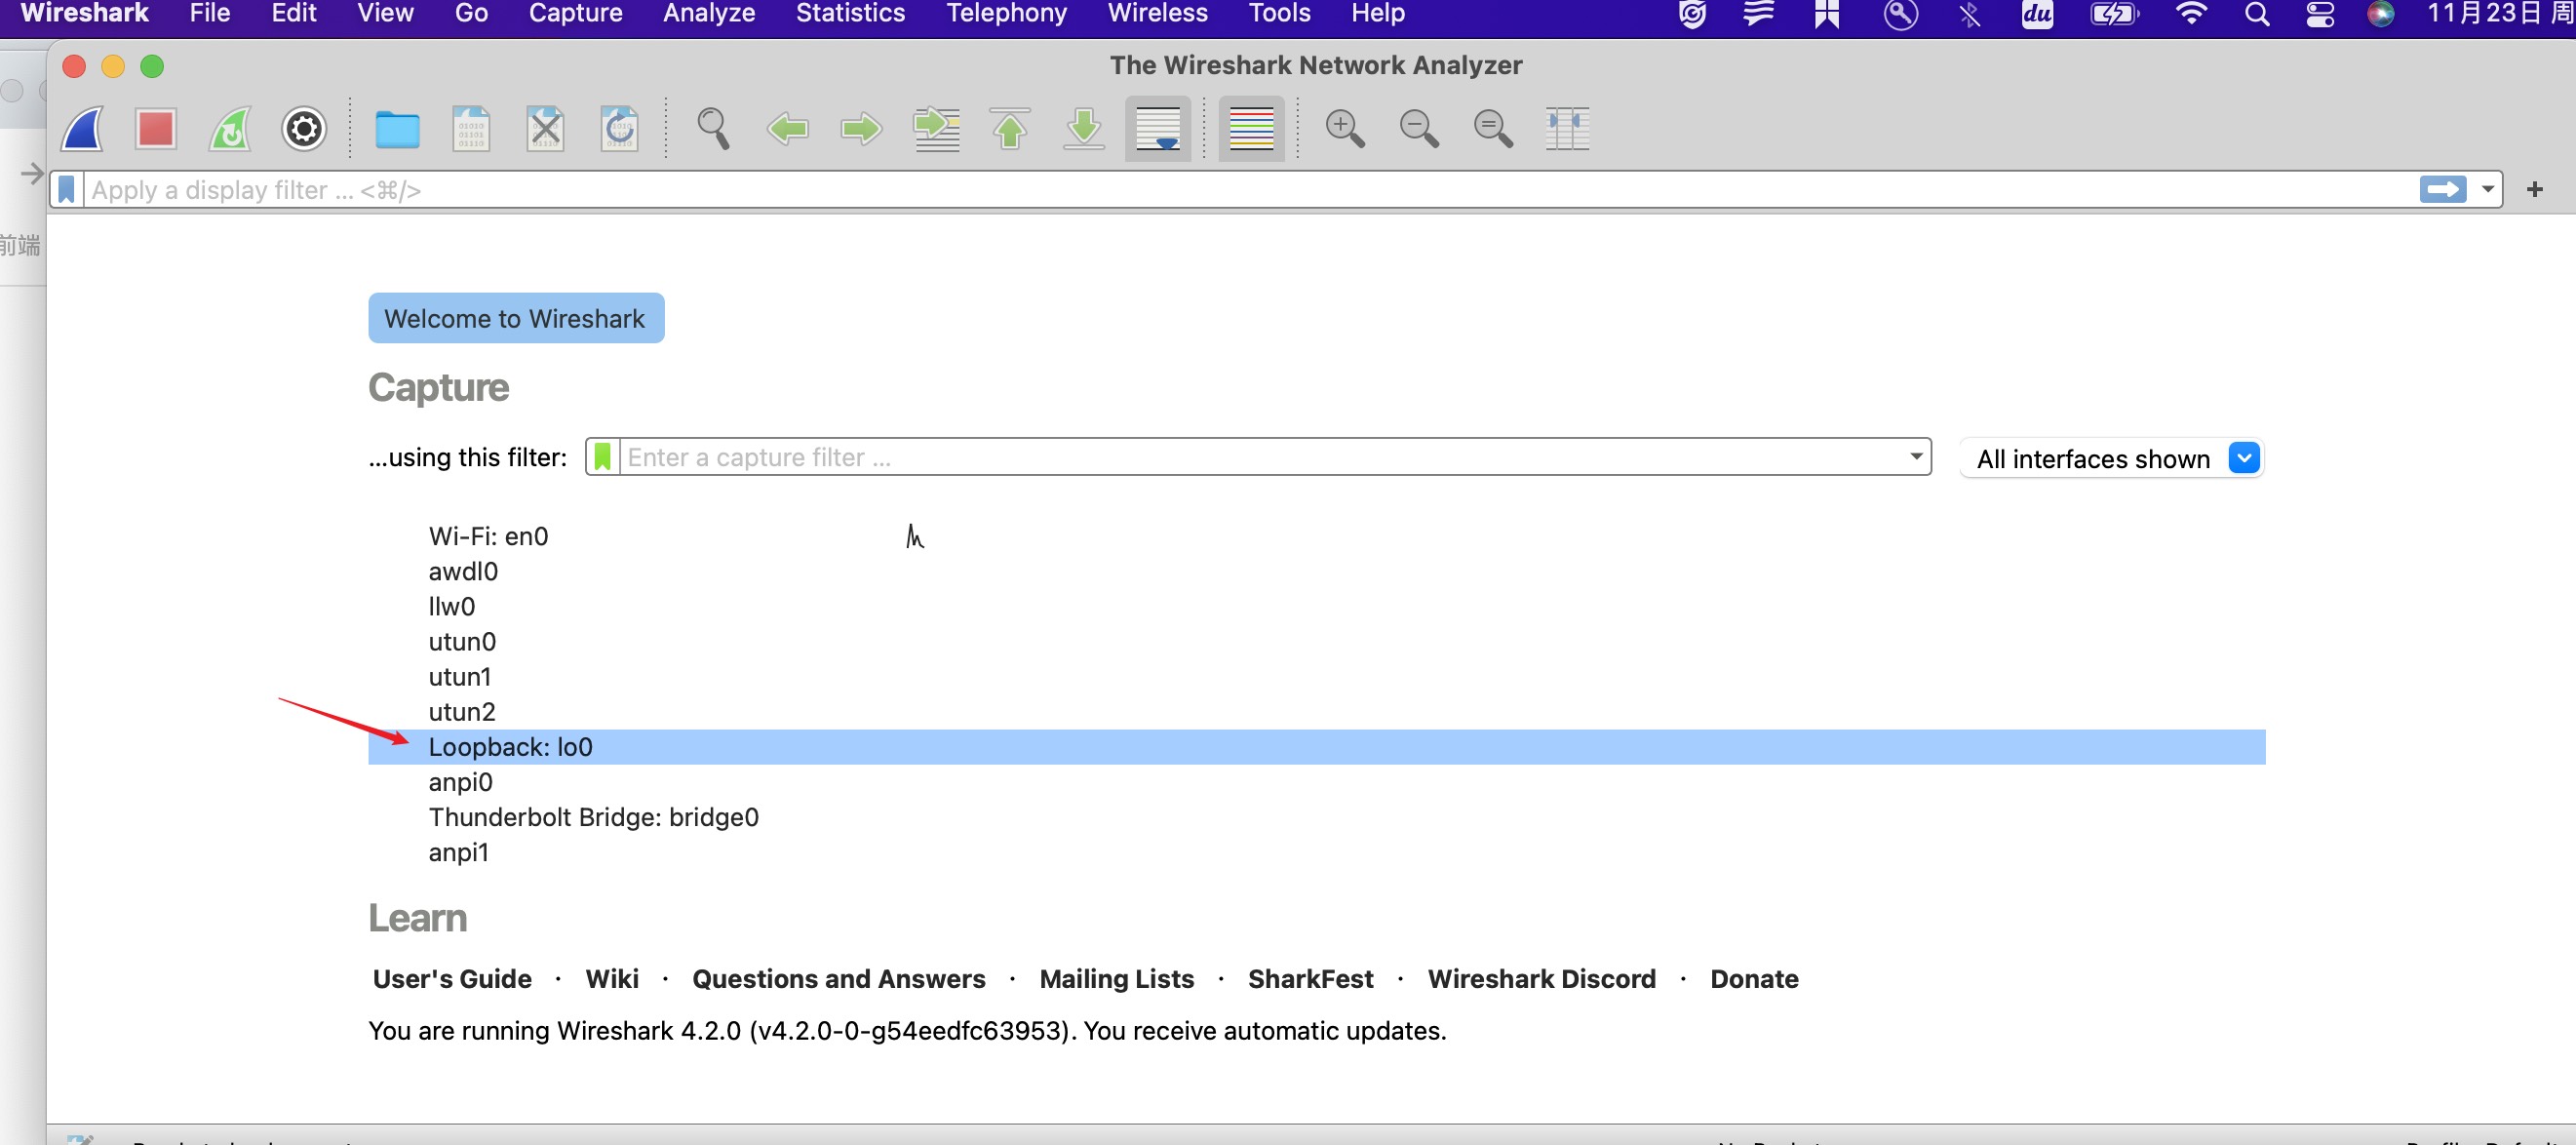 Wireshark File Edit View Go Capture Analyze Statistics Telephony Wireless Tools Help du 11月23日 周
The Wireshark Network Analyzer
Apply a display filter ... <⌘/>
前端
Welcome to Wireshark
Capture
...using this filter: Enter a capture filter ... All interfaces shown
Wi-Fi: en0
awdl0
llw0
utun0
utun1
utun2
Loopback: lo0
anpi0
Thunderbolt Bridge: bridge0
anpi1
Learn
User's Guide · Wiki · Questions and Answers · Mailing Lists · SharkFest · Wireshark Discord · Donate
You are running Wireshark 4.2.0 (v4.2.0-0-g54eedfc63953). You receive automatic updates.